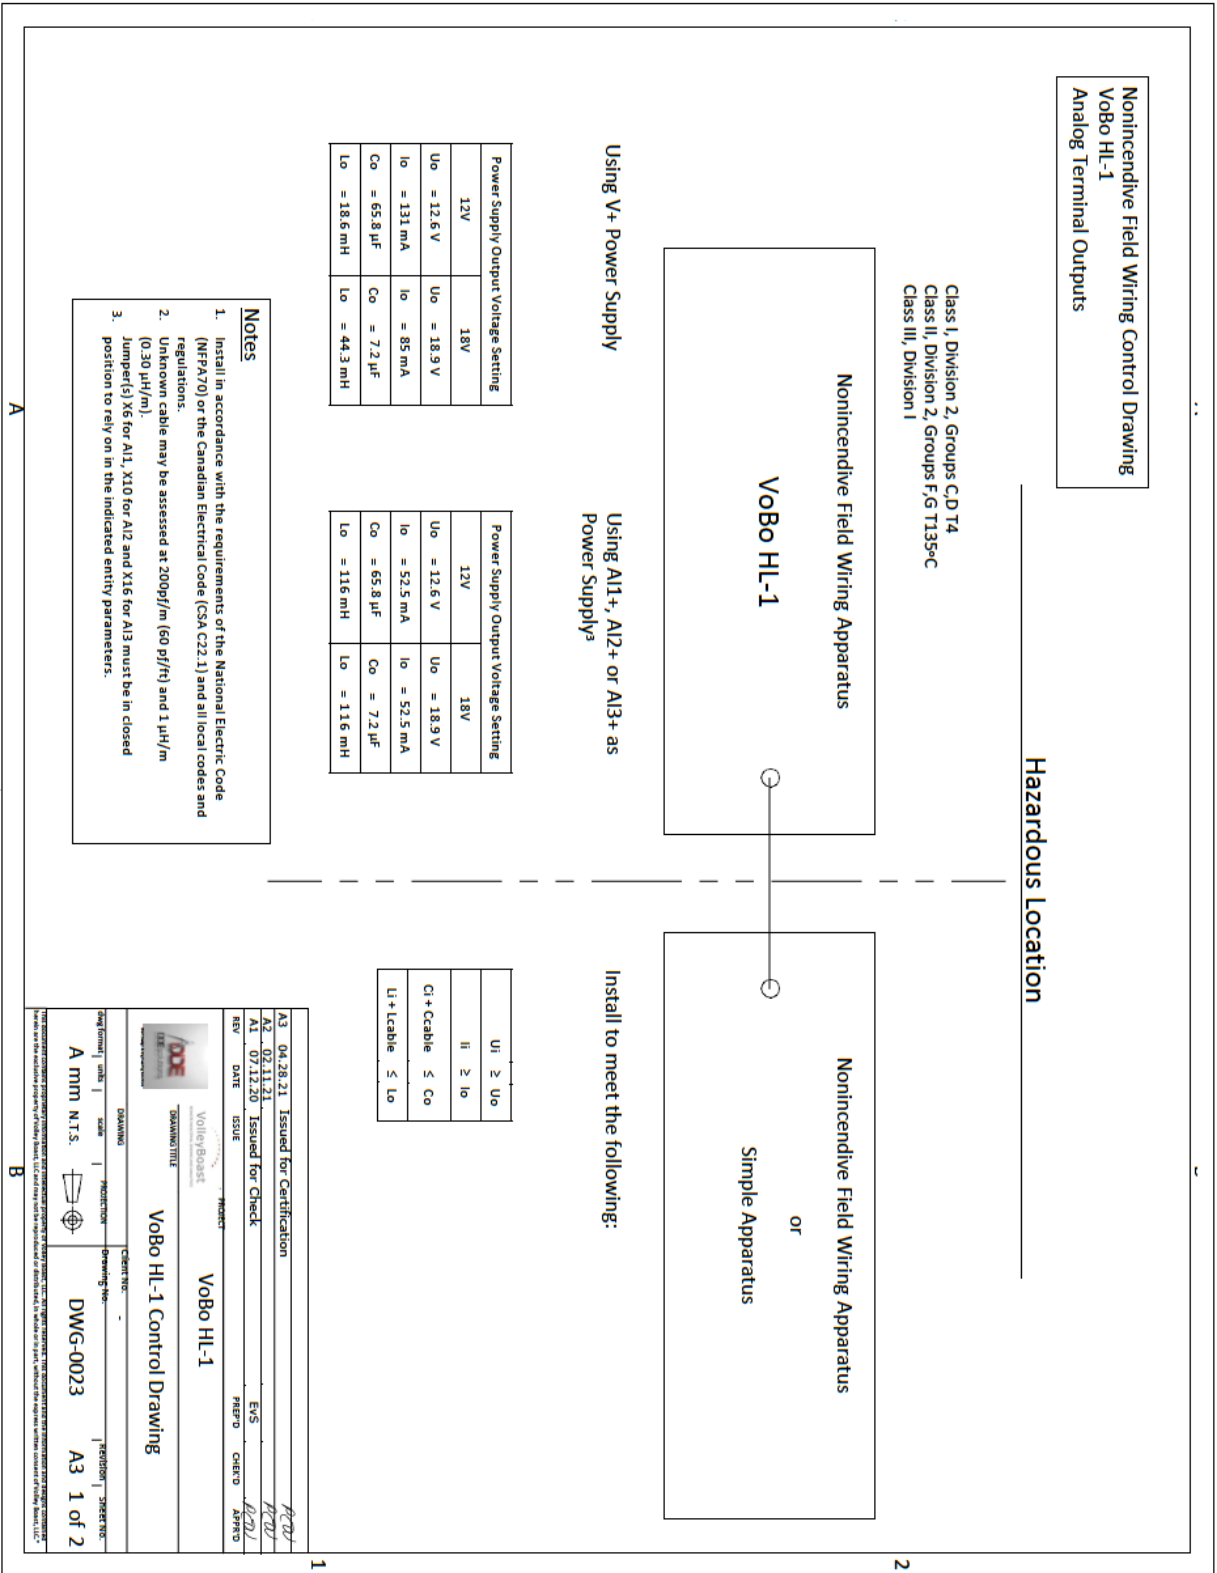 Nonincendive Field Wiring Control Drawing
VoBo HL-1
Analog Terminal Outputs
Hazardous Location
Class I, Division 2, Groups C,D T4
Class II, Division 2, Groups F,G T135°C
Class III, Division I
Nonincendive Field Wiring Apparatus
VoBo HL-1
Nonincendive Field Wiring Apparatus
or
Simple Apparatus
Using V+ Power Supply
Power Supply Output Voltage Setting
12V 18V
Uo = 12.6 V Uo = 18.9 V
Io = 131 mA Io = 85 mA
Co = 65.8 µF Co = 7.2 µF
Lo = 18.6 mH Lo = 44.3 mH
Using AI1+, AI2+ or AI3+ as
Power Supply³
Power Supply Output Voltage Setting
12V 18V
Uo = 12.6 V Uo = 18.9 V
Io = 52.5 mA Io = 52.5 mA
Co = 65.8 µF Co = 7.2 µF
Lo = 116 mH Lo = 116 mH
Install to meet the following:
Ui ≥ Uo
Ii ≥ Io
Ci + Ccable ≤ Co
Li + Lcable ≤ Lo
Notes
1. Install in accordance with the requirements of the National Electric Code
(NFPA70) or the Canadian Electrical Code (CSA C22.1) and all local codes and
regulations.
2. Unknown cable may be assessed at 200pf/m (60 pf/ft) and 1 µH/m
(0.30 µH/m).
3. Jumper(s) X6 for AI1, X10 for AI2 and X16 for AI3 must be in closed
position to rely on in the indicated entity parameters.
A3 04.28.21 Issued for Certification
A2 02.11.21
A1 07.12.20 Issued for Check EvS
REV DATE ISSUE PREP'D CHEK'D APPR'D
VolleyBoast
PROJECT
VoBo HL-1
DRAWING TITLE
VoBo HL-1 Control Drawing
DRAWING
Client No.
-
dwg format units scale PROJECTION Drawing No. Revision Sheet No.
A mm N.T.S. DWG-0023 A3 1 of 2
A
B
1
2